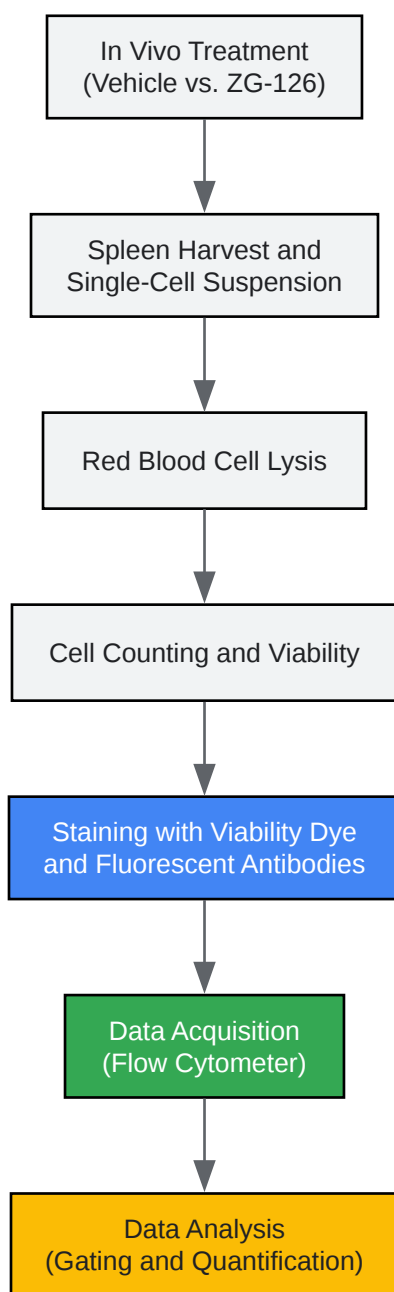 In Vivo Treatment
(Vehicle vs. ZG-126)
Spleen Harvest and
Single-Cell Suspension
Red Blood Cell Lysis
Cell Counting and Viability
Staining with Viability Dye
and Fluorescent Antibodies
Data Acquisition
(Flow Cytometer)
Data Analysis
(Gating and Quantification)